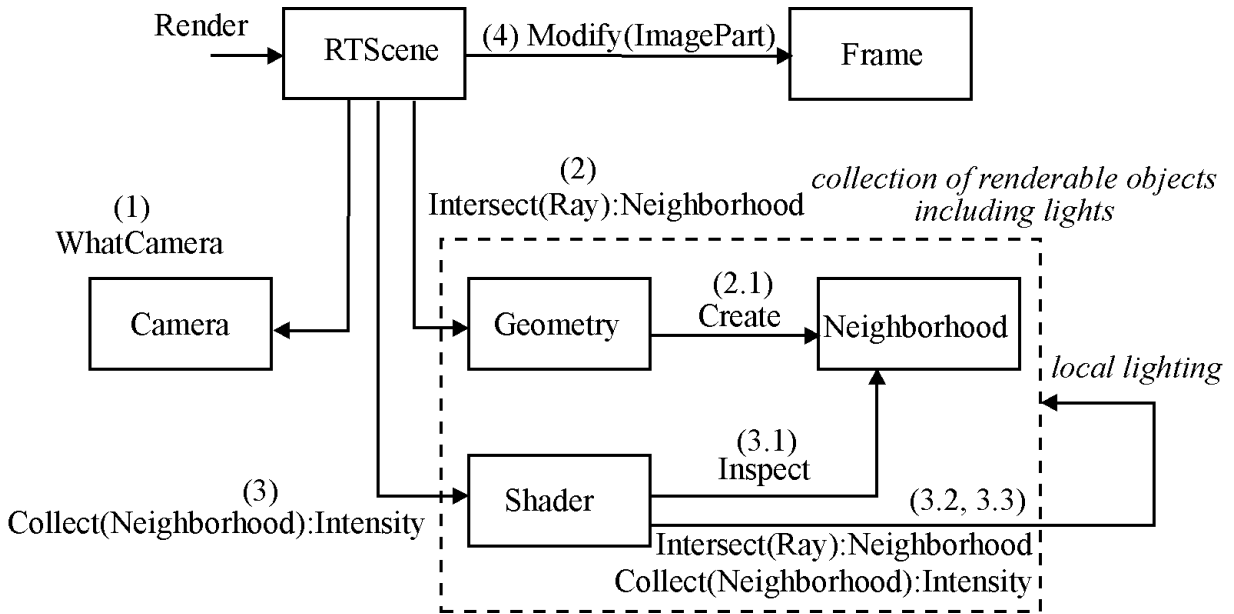 Render
RTScene
(4) Modify(ImagePart)
Frame
(2)
Intersect(Ray):Neighborhood
collection of renderable objects
including lights
(1)
WhatCamera
Camera
Geometry
(2.1)
Create
Neighborhood
local lighting
(3)
Collect(Neighborhood):Intensity
Shader
(3.1)
Inspect
(3.2, 3.3)
Intersect(Ray):Neighborhood
Collect(Neighborhood):Intensity